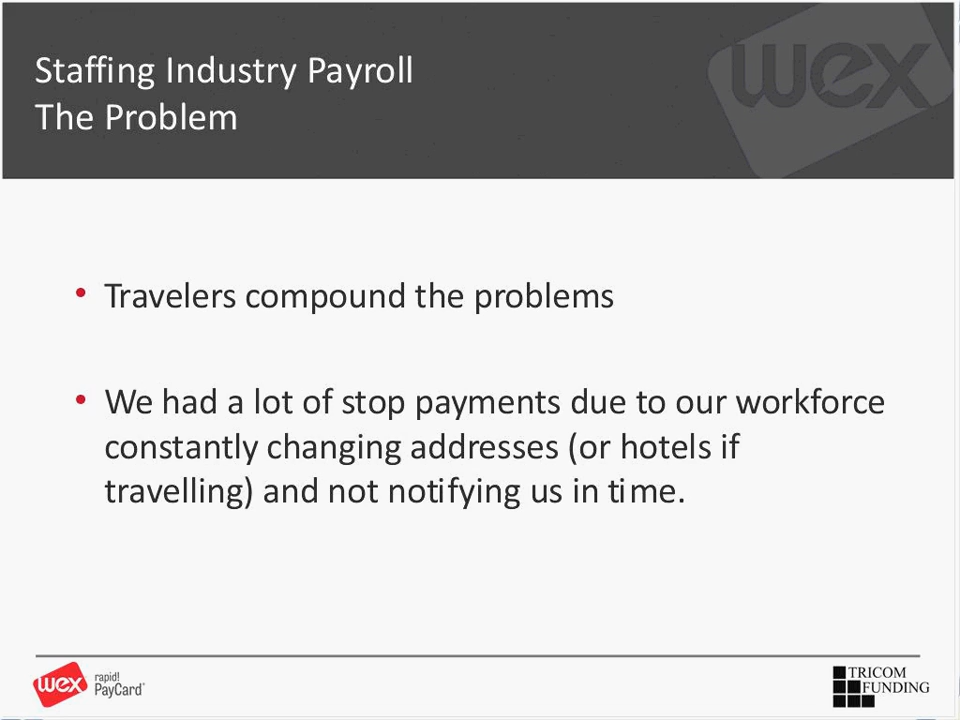 wex
Staffing Industry Payroll
The Problem
• Travelers compound the problems
• We had a lot of stop payments due to our workforce
constantly changing addresses (or hotels if
travelling) and not notifying us in time.
wex
rapid!
PayCard®
TRICOM
FUNDING